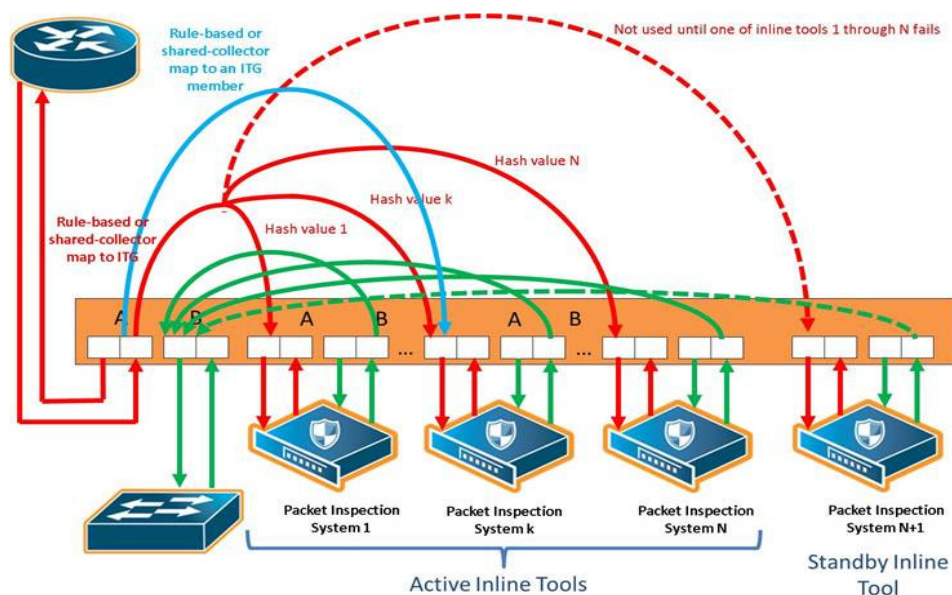 Rule-based or
shared-collector
map to an ITG
member
Not used until one of inline tools 1 through N fails
Hash value N
Hash value k
Hash value 1
Rule-based or
shared-collector
map to ITG
A
B
A
B
A
B
...
...
Packet Inspection
System 1
Packet Inspection
System k
Packet Inspection
System N
Packet Inspection
System N+1
Active Inline Tools
Standby Inline
Tool